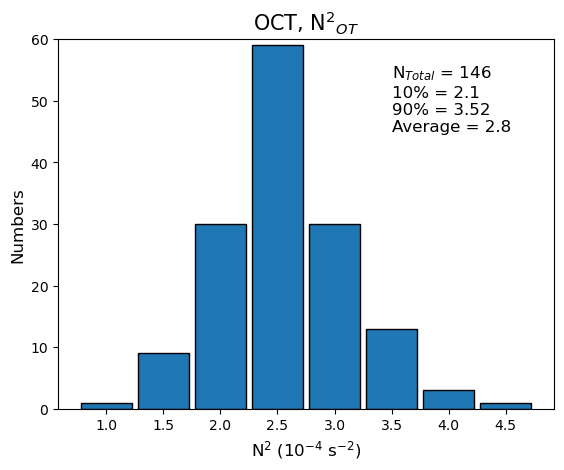 OCT, N²_OT
N_Total = 146
10% = 2.1
90% = 3.52
Average = 2.8
60
50
40
30
20
10
0
Numbers
1.0 1.5 2.0 2.5 3.0 3.5 4.0 4.5
N² (10⁻⁴ s⁻²)